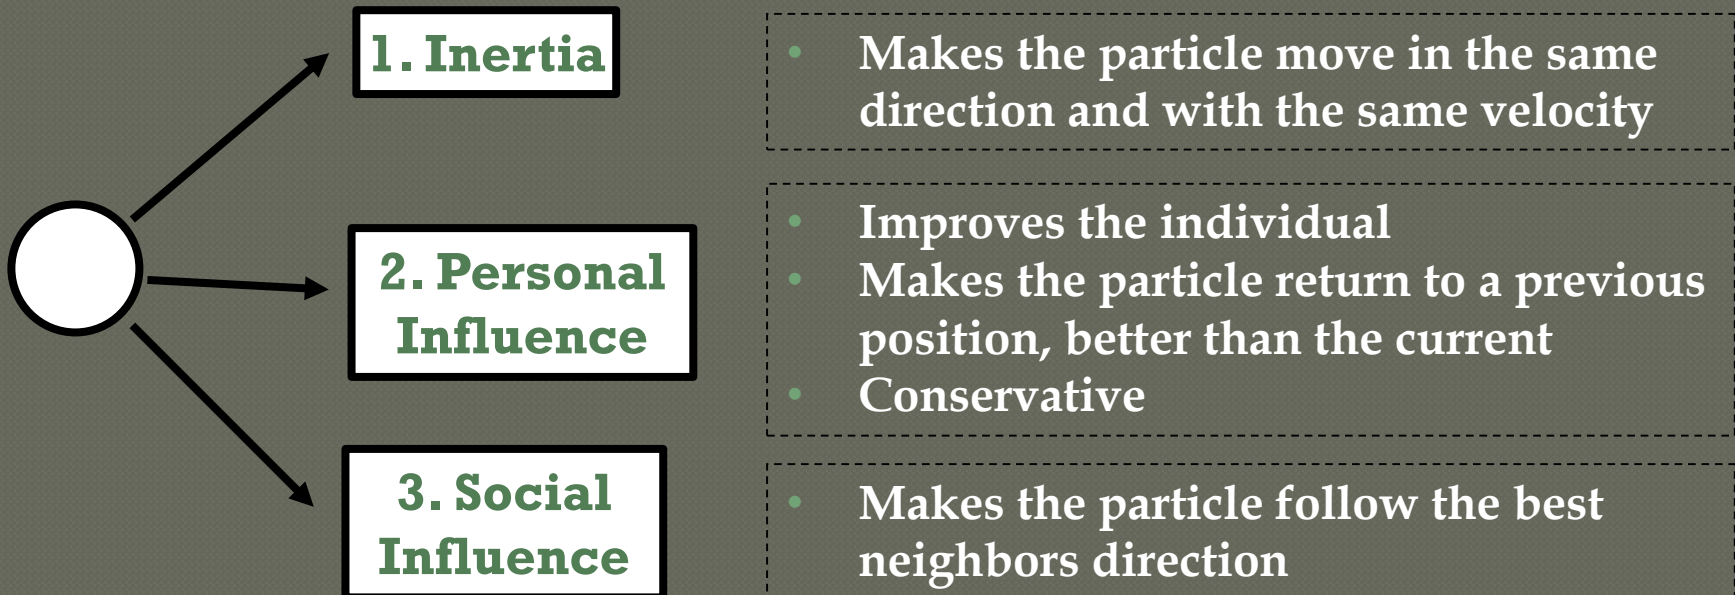 1. Inertia
• Makes the particle move in the same
direction and with the same velocity
2. Personal
Influence
• Improves the individual
• Makes the particle return to a previous
position, better than the current
• Conservative
3. Social
Influence
• Makes the particle follow the best
neighbors direction